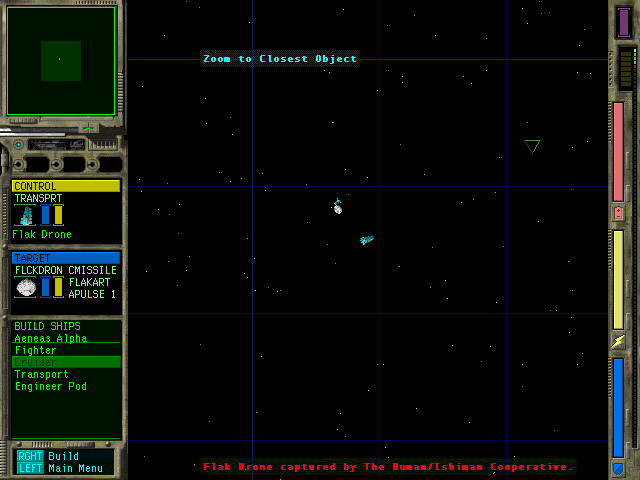 Zoom to Closest Object
CONTROL
TRANSPRT
Flak Drone
TARGET
FLCKDRON CMISSILE
FLAKART
APULSE 1
BUILD SHIPS
Aeneas Alpha
Fighter
Cruiser
Transport
Engineer Pod
RGHT Build
LEFT Main Menu
Flak Drone captured by The Human/Ishiman Cooperative.